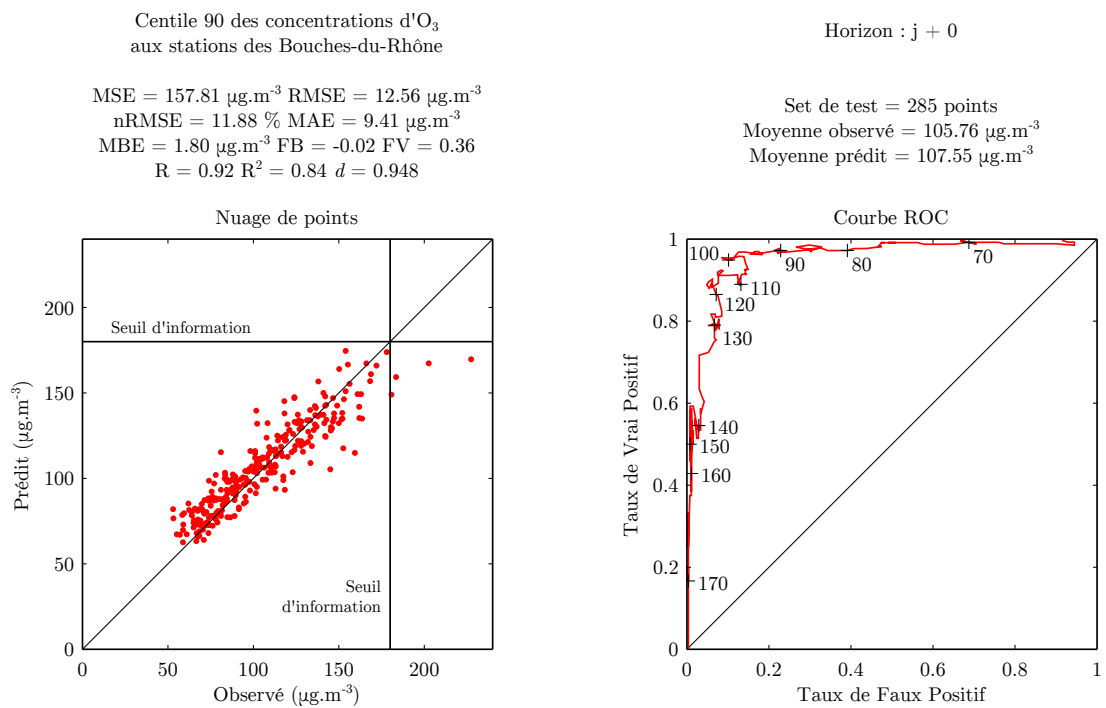 Centile 90 des concentrations d'O₃
aux stations des Bouches-du-Rhône
MSE = 157.81 µg.m⁻³ RMSE = 12.56 µg.m⁻³
nRMSE = 11.88 % MAE = 9.41 µg.m⁻³
MBE = 1.80 µg.m⁻³ FB = -0.02 FV = 0.36
R = 0.92 R² = 0.84 d = 0.948
Nuage de points
200
150
100
50
0
Prédit (µg.m⁻³)
Seuil d'information
Seuil
d'information
0
50
100
150
200
Observé (µg.m⁻³)
Horizon : j + 0
Set de test = 285 points
Moyenne observé = 105.76 µg.m⁻³
Moyenne prédit = 107.55 µg.m⁻³
Courbe ROC
1
0.8
0.6
0.4
0.2
0
Taux de Vrai Positif
100
90
80
70
110
120
130
140
150
160
170
0
0.2
0.4
0.6
0.8
1
Taux de Faux Positif